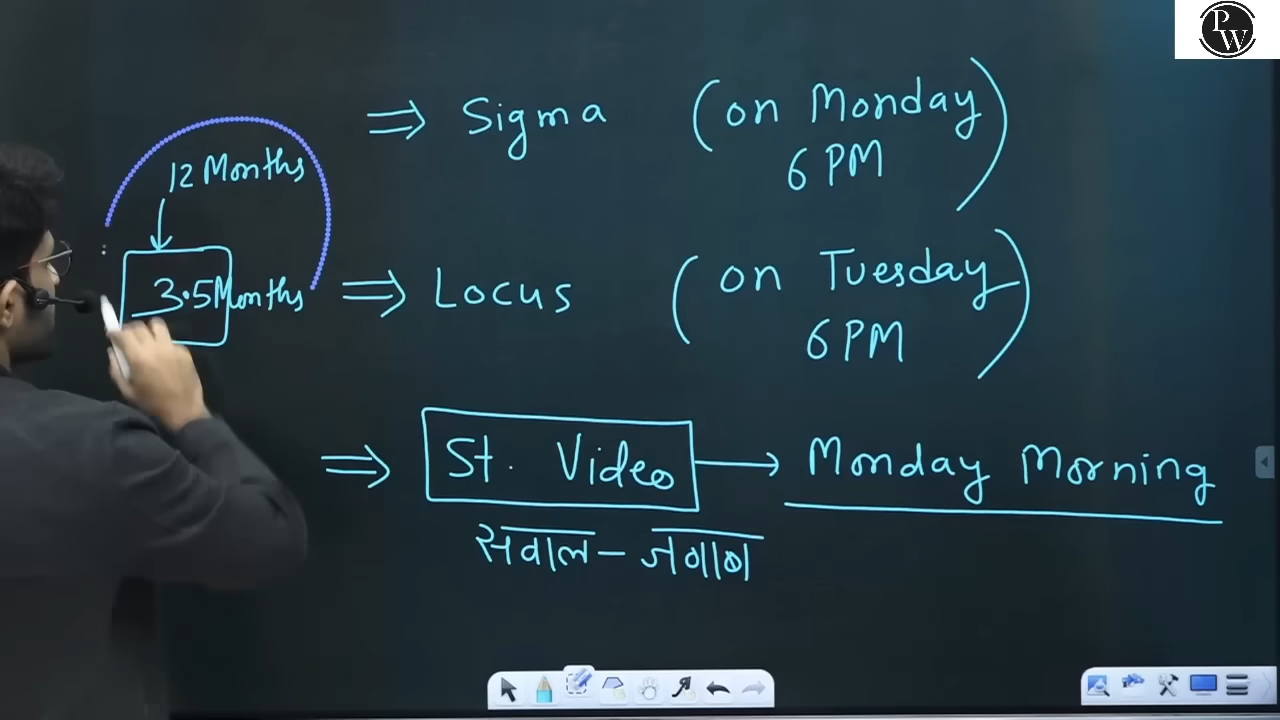 PW
⇒ Sigma (on Monday 6 PM)
12 Months
3.5 Months ⇒ Locus (on Tuesday 6 PM)
⇒ St. Video → Monday Morning
सवाल - जवाब